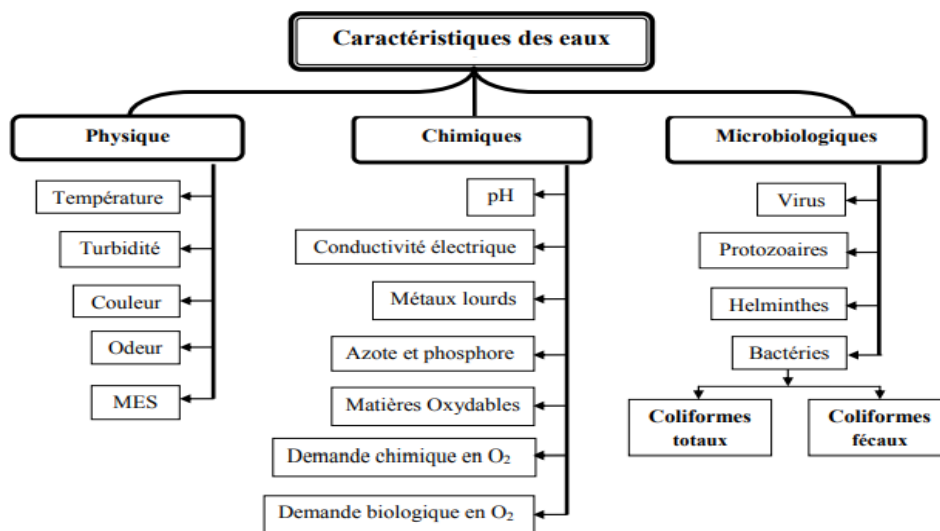 Caractéristiques des eaux
Physique
Chimiques
Microbiologiques
Température
Turbidité
Couleur
Odeur
MES
pH
Conductivité électrique
Métaux lourds
Azote et phosphore
Matières Oxydables
Demande chimique en O₂
Demande biologique en O₂
Virus
Protozoaires
Helminthes
Bactéries
Coliformes
totaux
Coliformes
fécaux